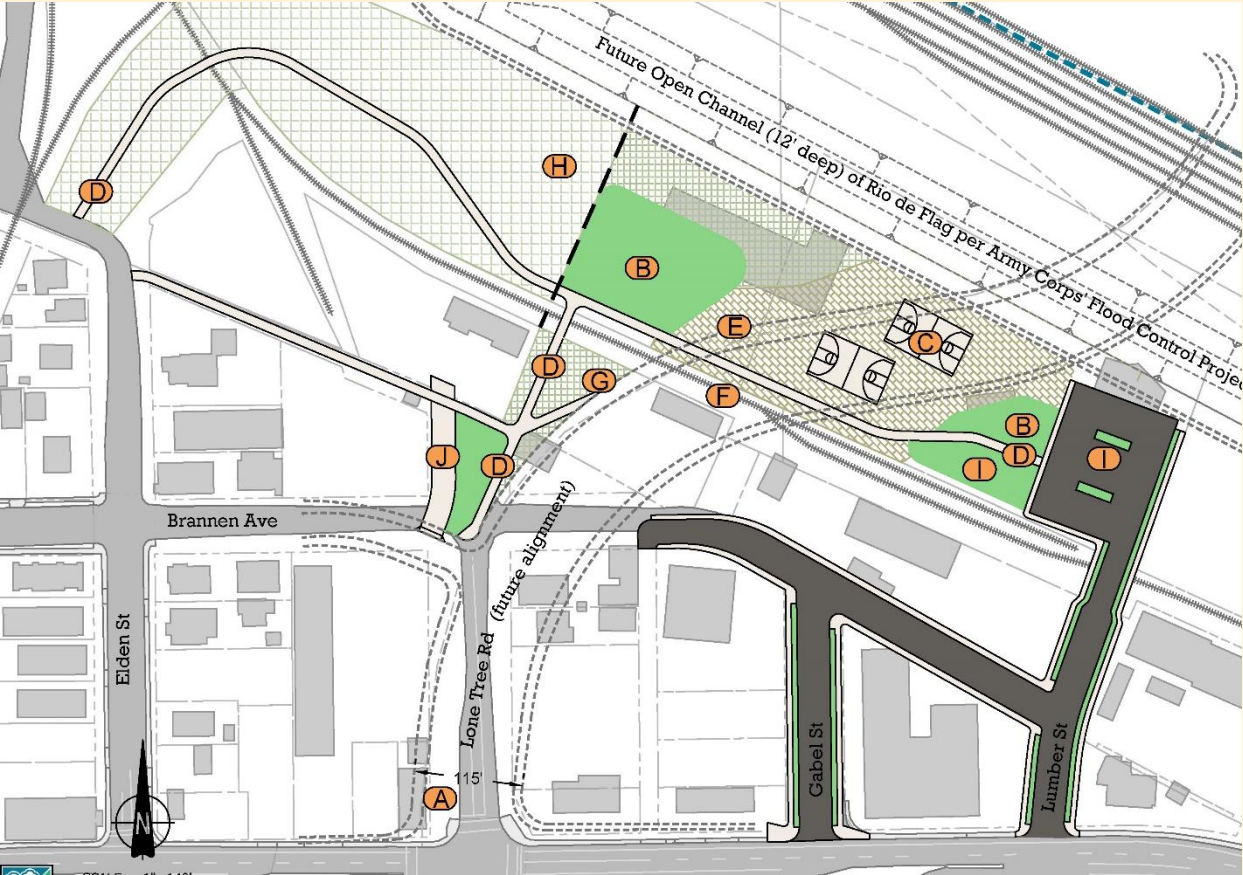 Future Open Channel (12' deep) of Rio de Flag per Army Corps' Flood Control Project
H
D
B
E
C
D
G
F
B
J
D
D
I
I
Brannen Ave
Lone Tree Rd (future alignment)
Elden St
Gabel St
Lumber St
115'
A
N